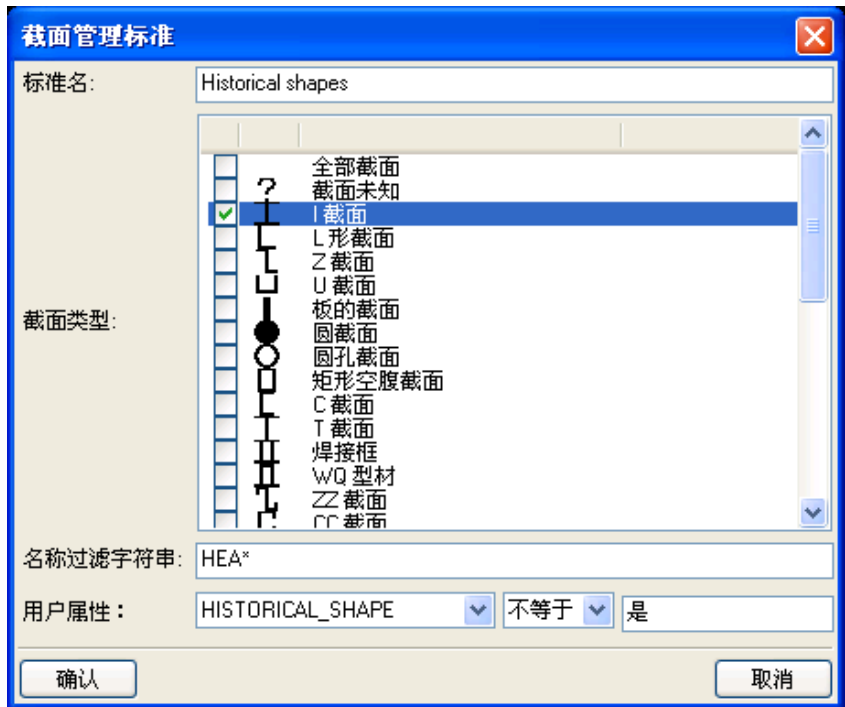 截面管理标准
标准名: Historical shapes
截面类型:
全部截面
? 截面未知
I 截面
L 形截面
Z 截面
U 截面
板的截面
圆截面
圆孔截面
矩形空腹截面
C 截面
T 截面
焊接框
WQ 型材
ZZ 截面
CC 截面
名称过滤字符串: HEA*
用户属性： HISTORICAL_SHAPE 不等于 是
确认 取消